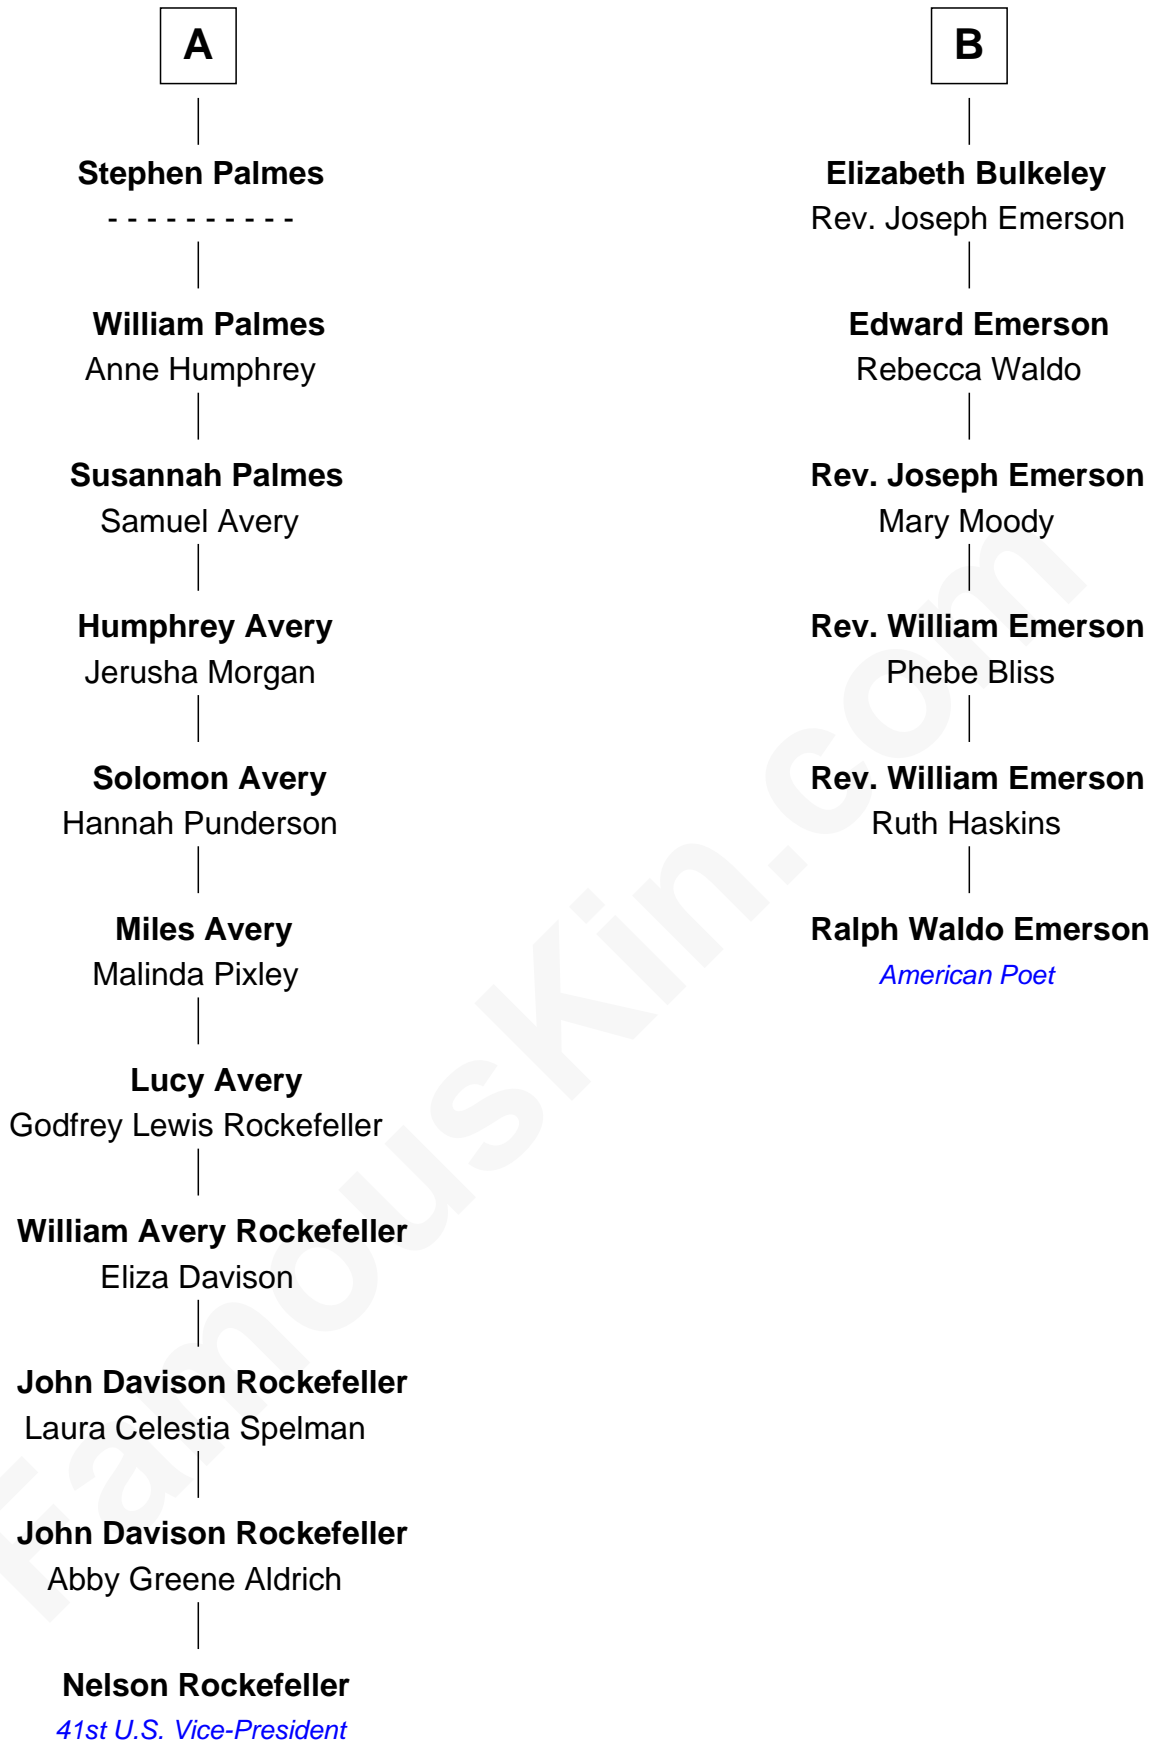 A
Stephen Palmes
- - - - - - - - - -
William Palmes
Anne Humphrey
Susannah Palmes
Samuel Avery
Humphrey Avery
Jerusha Morgan
Solomon Avery
Hannah Punderson
Miles Avery
Malinda Pixley
Lucy Avery
Godfrey Lewis Rockefeller
William Avery Rockefeller
Eliza Davison
John Davison Rockefeller
Laura Celestia Spelman
John Davison Rockefeller
Abby Greene Aldrich
Nelson Rockefeller
41st U.S. Vice-President
B
Elizabeth Bulkeley
Rev. Joseph Emerson
Edward Emerson
Rebecca Waldo
Rev. Joseph Emerson
Mary Moody
Rev. William Emerson
Phebe Bliss
Rev. William Emerson
Ruth Haskins
Ralph Waldo Emerson
American Poet
FamousKin.com